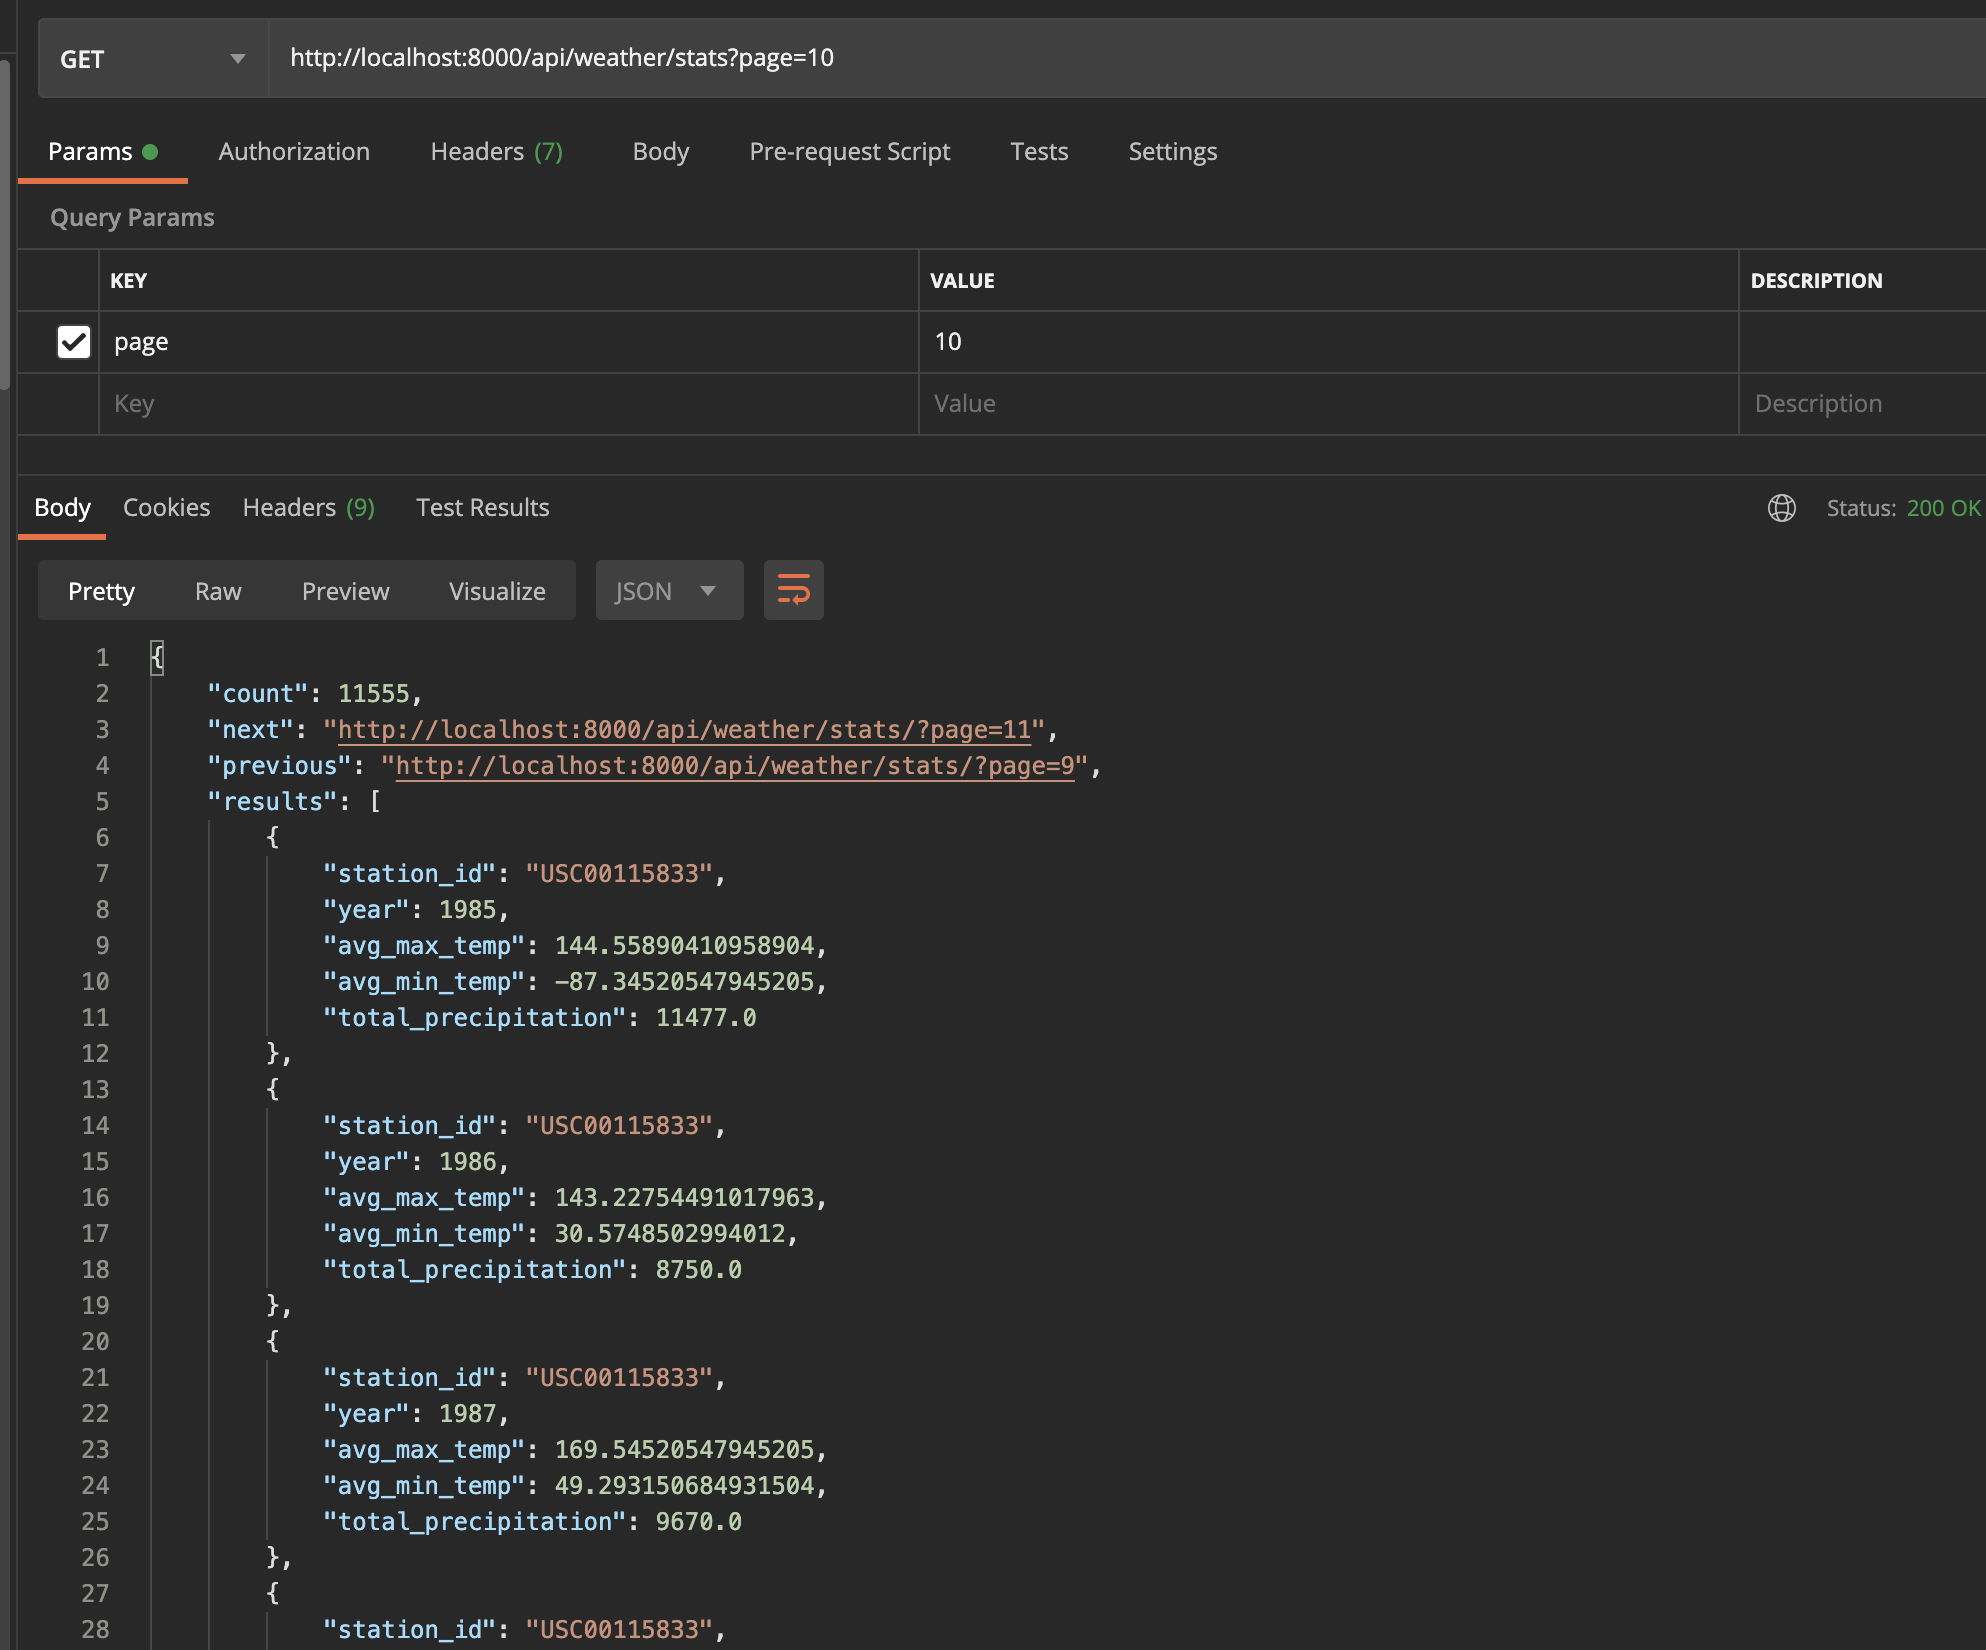 GET http://localhost:8000/api/weather/stats?page=10
Params Authorization Headers (7) Body Pre-request Script Tests Settings
Query Params
KEY VALUE DESCRIPTION
page 10
Key Value Description
Body Cookies Headers (9) Test Results Status: 200 OK
Pretty Raw Preview Visualize JSON
1 {
2 "count": 11555,
3 "next": "http://localhost:8000/api/weather/stats/?page=11",
4 "previous": "http://localhost:8000/api/weather/stats/?page=9",
5 "results": [
6 {
7 "station_id": "USC00115833",
8 "year": 1985,
9 "avg_max_temp": 144.55890410958904,
10 "avg_min_temp": -87.34520547945205,
11 "total_precipitation": 11477.0
12 },
13 {
14 "station_id": "USC00115833",
15 "year": 1986,
16 "avg_max_temp": 143.22754491017963,
17 "avg_min_temp": 30.5748502994012,
18 "total_precipitation": 8750.0
19 },
20 {
21 "station_id": "USC00115833",
22 "year": 1987,
23 "avg_max_temp": 169.54520547945205,
24 "avg_min_temp": 49.293150684931504,
25 "total_precipitation": 9670.0
26 },
27 {
28 "station_id": "USC00115833",